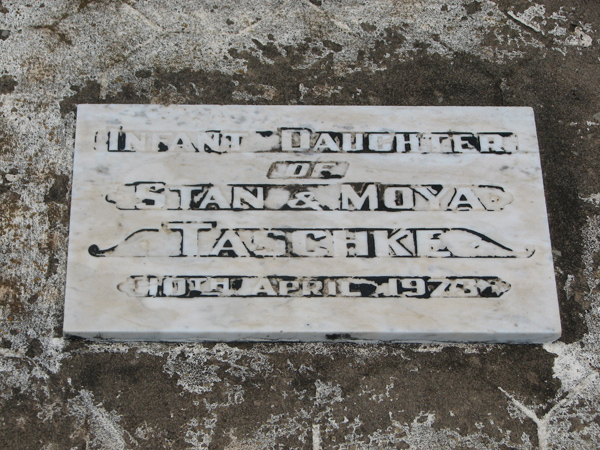 INFANT DAUGHTER
OF
STAN & MOYA
TASCHKE
10TH APRIL 1973